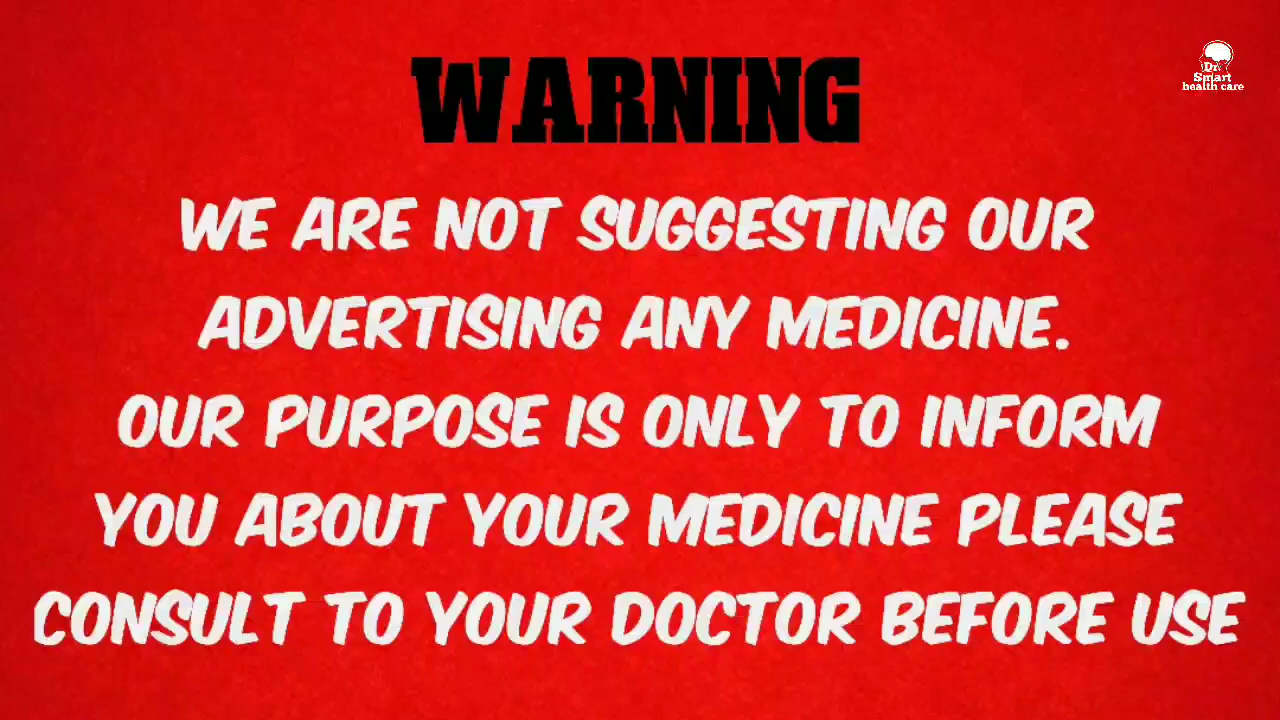 WARNING
Dr.
Smart
health care
WE ARE NOT SUGGESTING OUR
ADVERTISING ANY MEDICINE.
OUR PURPOSE IS ONLY TO INFORM
YOU ABOUT YOUR MEDICINE PLEASE
CONSULT TO YOUR DOCTOR BEFORE USE